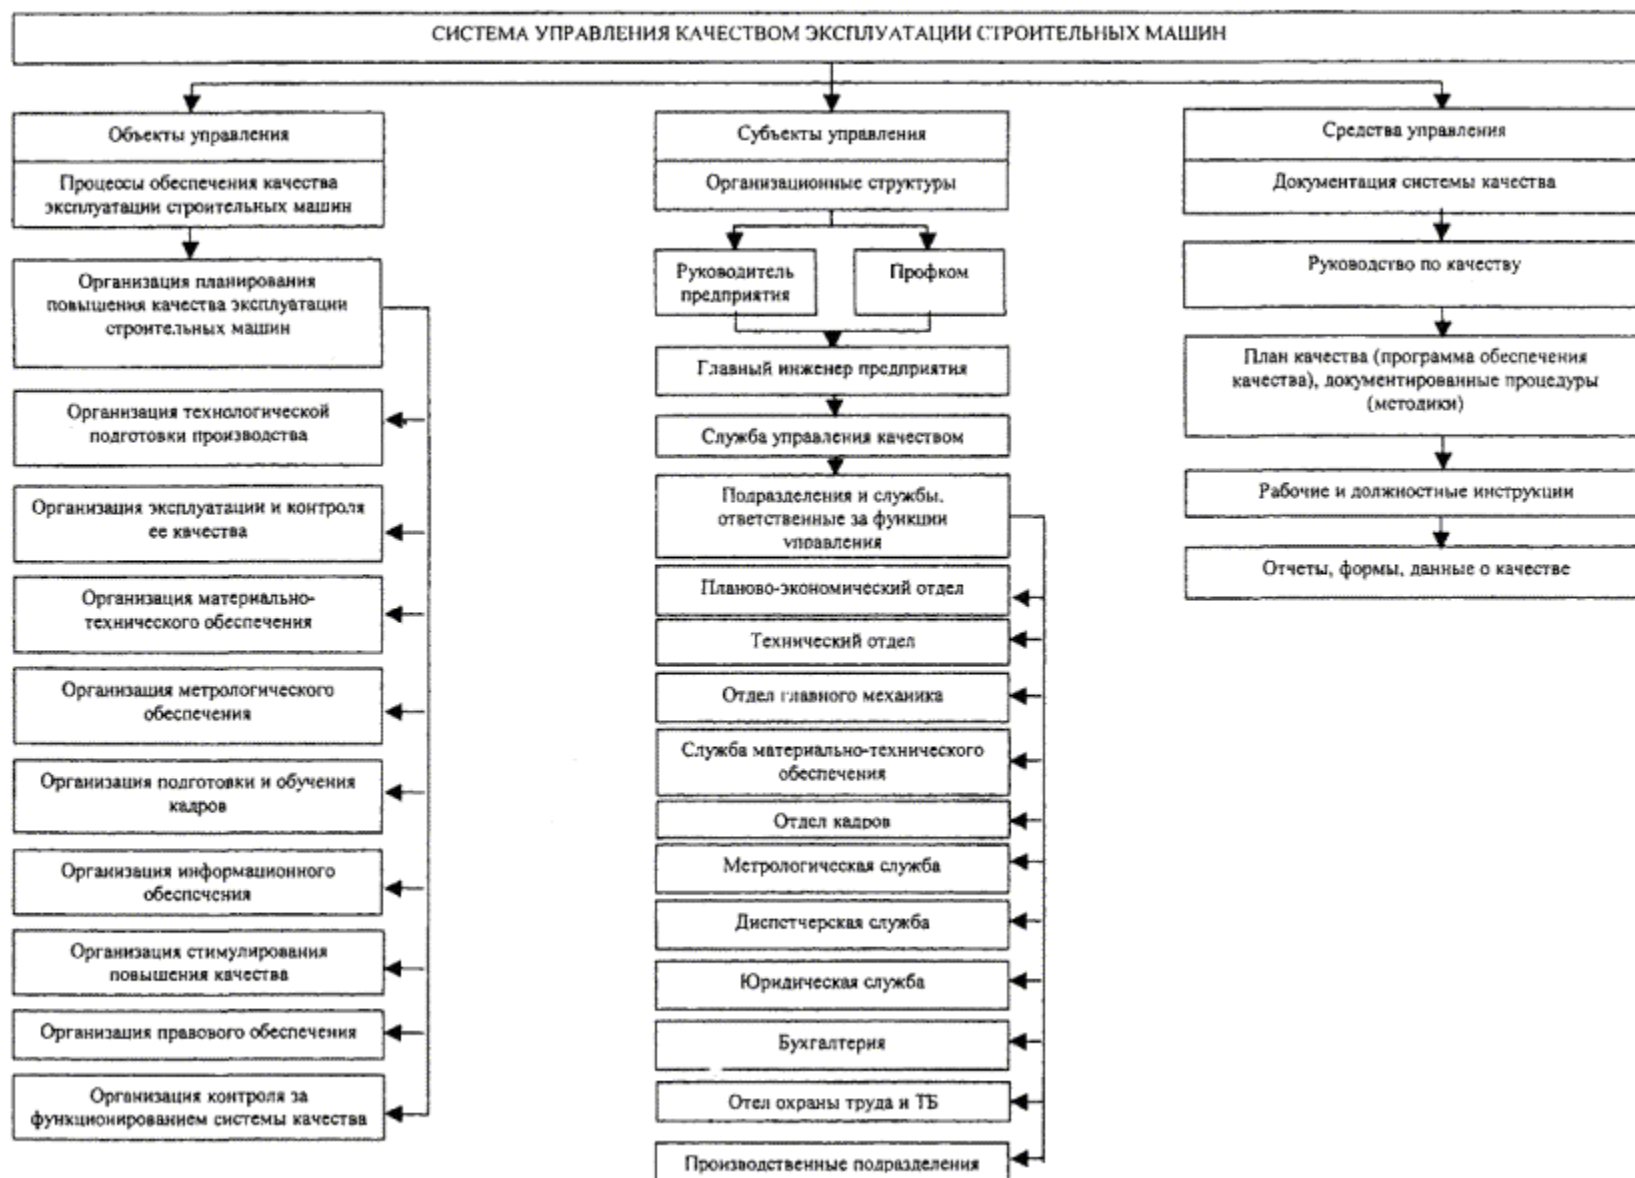 СИСТЕМА УПРАВЛЕНИЯ КАЧЕСТВОМ ЭКСПЛУАТАЦИИ СТРОИТЕЛЬНЫХ МАШИН
Объекты управления
Процессы обеспечения качества
эксплуатации строительных машин
Организация планирования
повышения качества эксплуатации
строительных машин
Организация технологической
подготовки производства
Организация эксплуатации и контроля
ее качества
Организация материально-
технического обеспечения
Организация метрологического
обеспечения
Организация подготовки и обучения
кадров
Организация информационного
обеспечения
Организация стимулирования
повышения качества
Организация правового обеспечения
Организация контроля за
функционированием системы качества
Субъекты управления
Организационные структуры
Руководитель
предприятия
Профком
Главный инженер предприятия
Служба управления качеством
Подразделения и службы,
ответственные за функции
управления
Планово-экономический отдел
Технический отдел
Отдел главного механика
Служба материально-технического
обеспечения
Отдел кадров
Метрологическая служба
Диспетчерская служба
Юридическая служба
Бухгалтерия
Отел охраны труда и ТБ
Производственные подразделения
Средства управления
Документация системы качества
Руководство по качеству
План качества (программа обеспечения
качества), документированные процедуры
(методики)
Рабочие и должностные инструкции
Отчеты, формы, данные о качестве